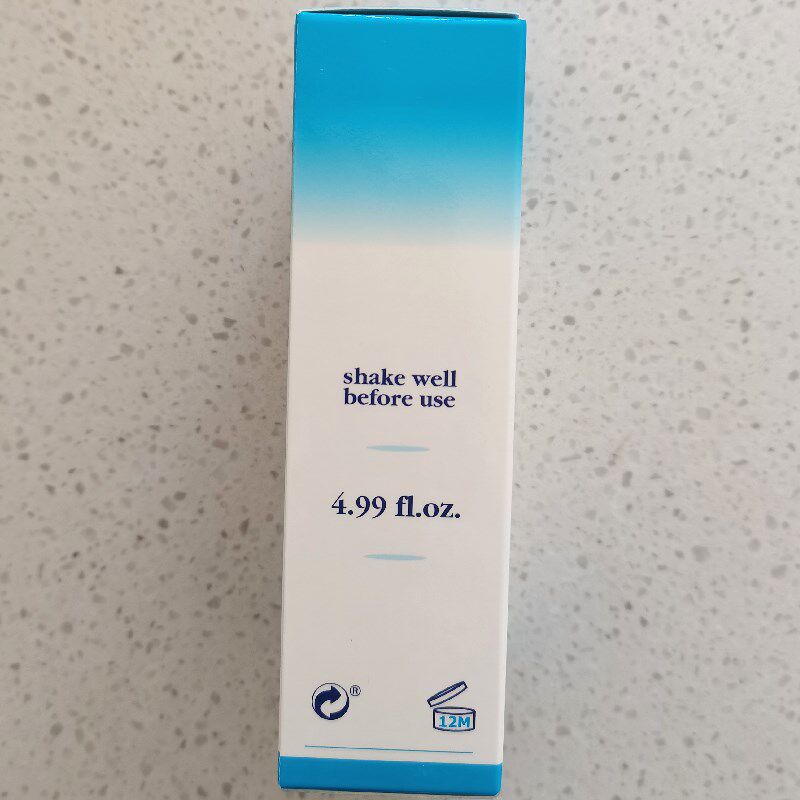 shake well
before use
4.99 fl.oz.
®
12M